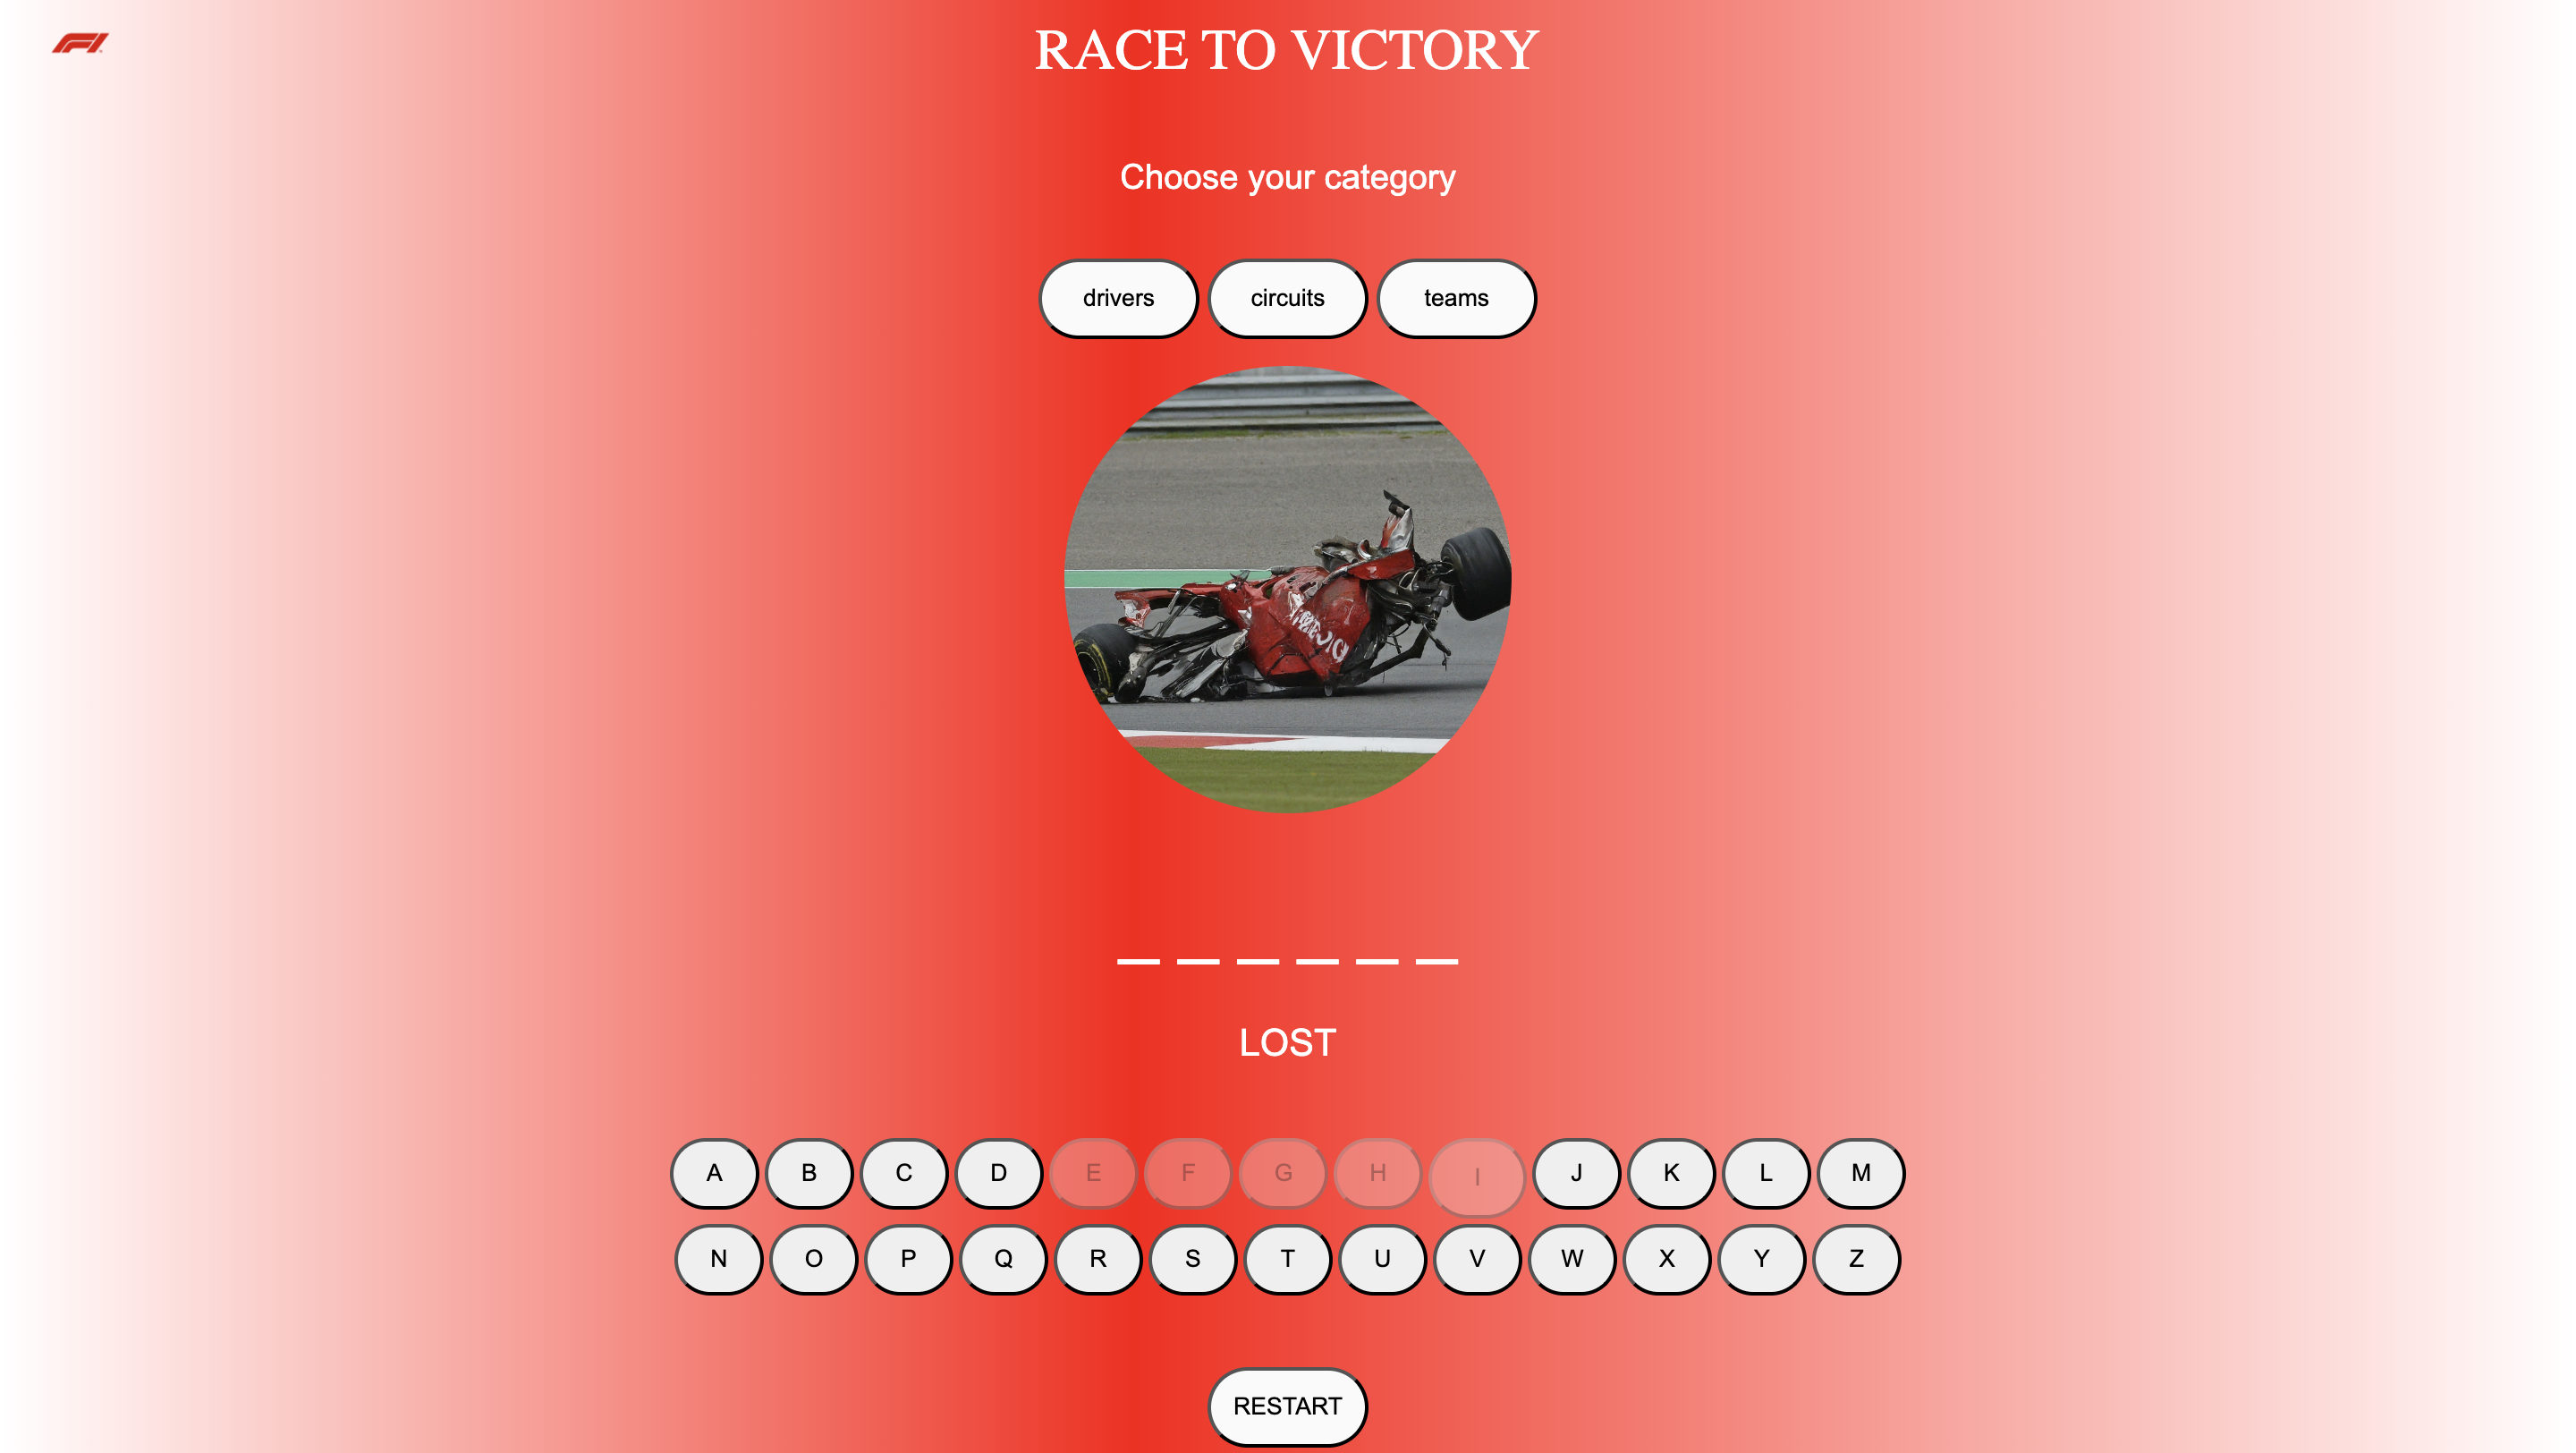 F1
RACE TO VICTORY
Choose your category
drivers circuits teams
LOST
A B C D E F G H I J K L M
N O P Q R S T U V W X Y Z
RESTART